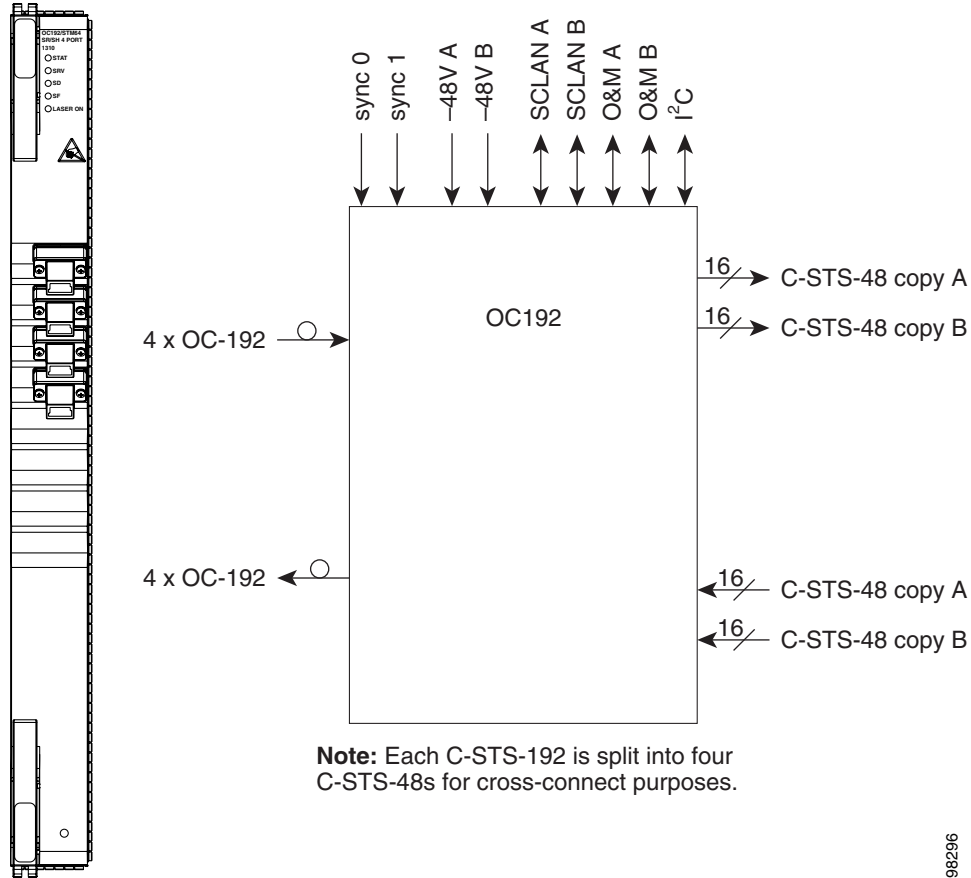 OC192/STM64
SR/SH 4 PORT
1310
STAT
SRV
SD
SF
LASER ON
sync 0
sync 1
–48V A
–48V B
SCLAN A
SCLAN B
O&M A
O&M B
I²C
OC192
4 x OC-192
4 x OC-192
16
C-STS-48 copy A
16
C-STS-48 copy B
16
C-STS-48 copy A
16
C-STS-48 copy B
Note: Each C-STS-192 is split into four
C-STS-48s for cross-connect purposes.
98296